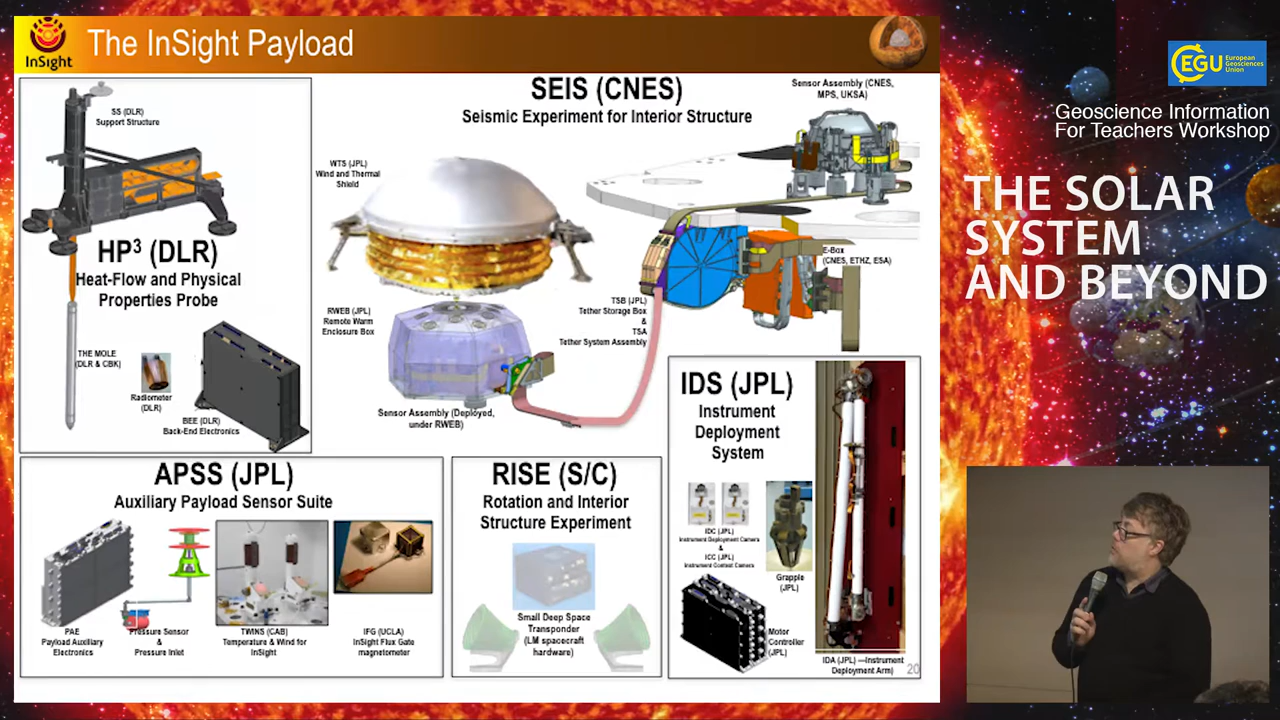 InSight
The InSight Payload
SS (DLR)
Support Structure
HP³ (DLR)
Heat-Flow and Physical
Properties Probe
THE MOLE
(DLR & CBK)
Radiometer
(DLR)
BEE (DLR)
Back-End Electronics
SEIS (CNES)
Seismic Experiment for Interior Structure
Sensor Assembly (CNES,
MPS, UKSA)
WTS (JPL)
Wind and Thermal
Shield
E-Box
(CNES, ETHZ, ESA)
RWEB (JPL)
Remote Warm
Enclosure Box
TSB (JPL)
Tether Storage Box
&
TSA
Tether System Assembly
Sensor Assembly (Deployed,
under RWEB)
IDS (JPL)
Instrument
Deployment
System
IDC (JPL)
Instrument Deployment Camera
&
ICC (JPL)
Instrument Context Camera
Grapple
(JPL)
Motor
Controller
(JPL)
IDA (JPL) —Instrument
Deployment Arm)
20
APSS (JPL)
Auxiliary Payload Sensor Suite
PAE
Payload Auxiliary
Electronics
Pressure Sensor
&
Pressure Inlet
TWINS (CAB)
Temperature & Wind for
InSight
IFG (UCLA)
InSight Flux Gate
magnetometer
RISE (S/C)
Rotation and Interior
Structure Experiment
Small Deep Space
Transponder
(LM spacecraft
hardware)
EGU
European
Geosciences
Union
Geoscience Information
For Teachers Workshop
THE SOLAR
SYSTEM
AND BEYOND